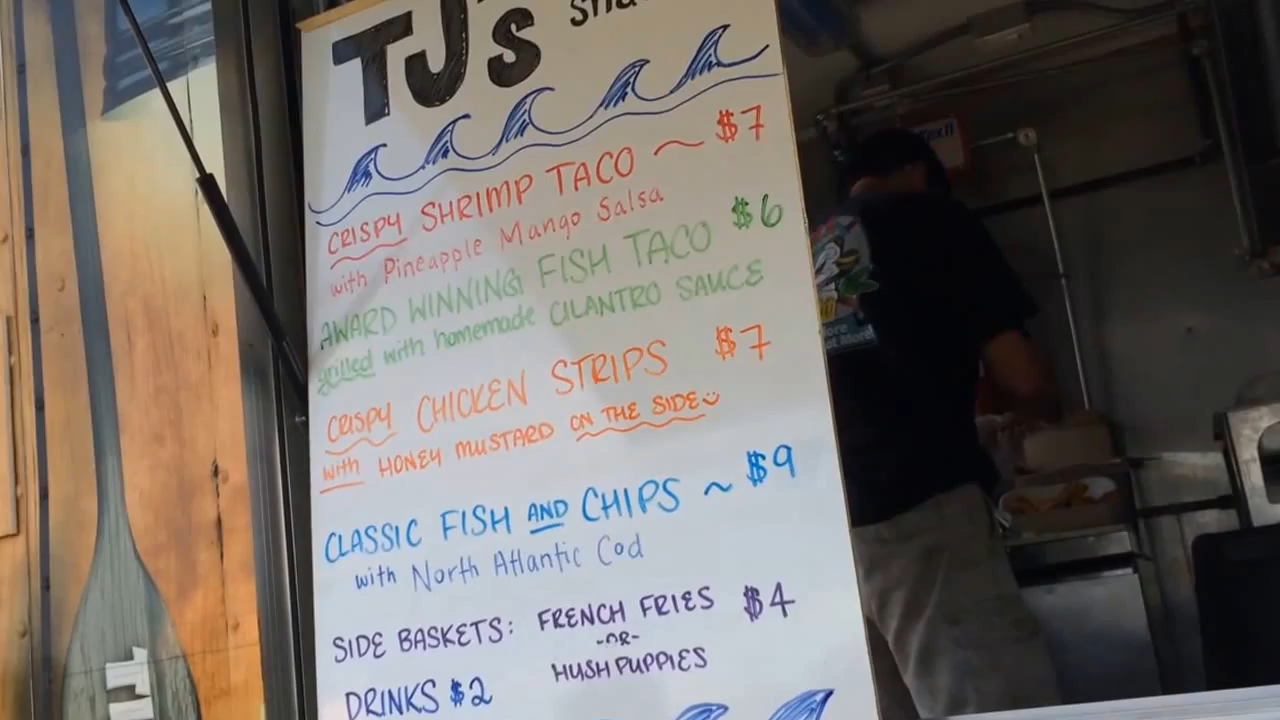 TJ's
CRISPY SHRIMP TACO ~ $7
with Pineapple Mango Salsa
AWARD WINNING FISH TACO $6
grilled with homemade CILANTRO SAUCE
CRISPY CHICKEN STRIPS $7
with HONEY MUSTARD ON THE SIDE
CLASSIC FISH AND CHIPS ~ $9
with North Atlantic Cod
SIDE BASKETS: FRENCH FRIES $4
-OR-
HUSHPUPPIES
DRINKS $2